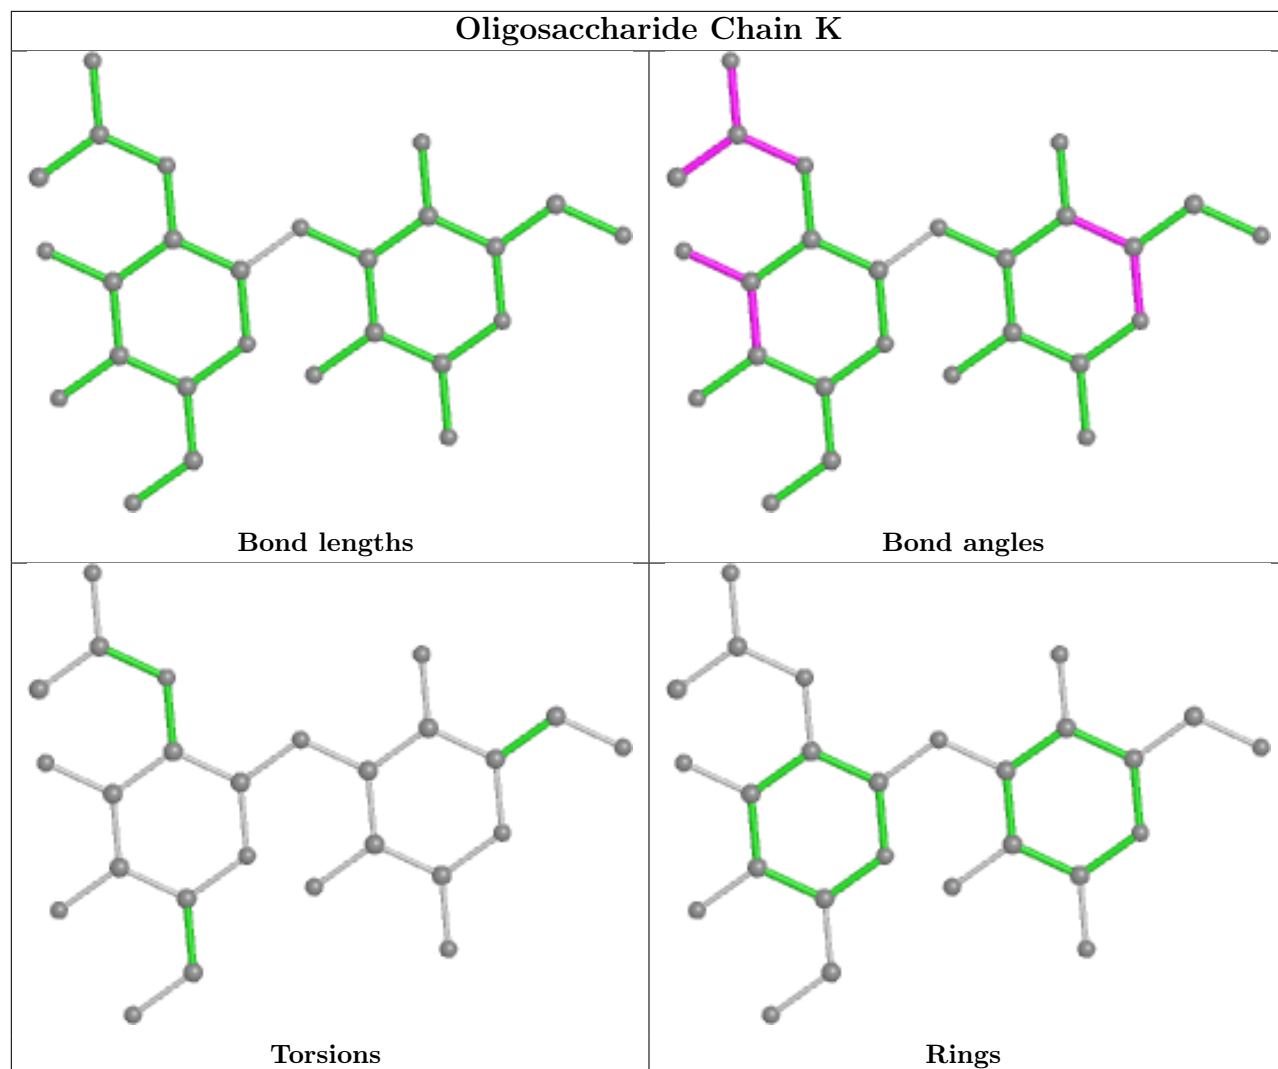 Oligosaccharide Chain K
Bond lengths
Bond angles
Torsions
Rings